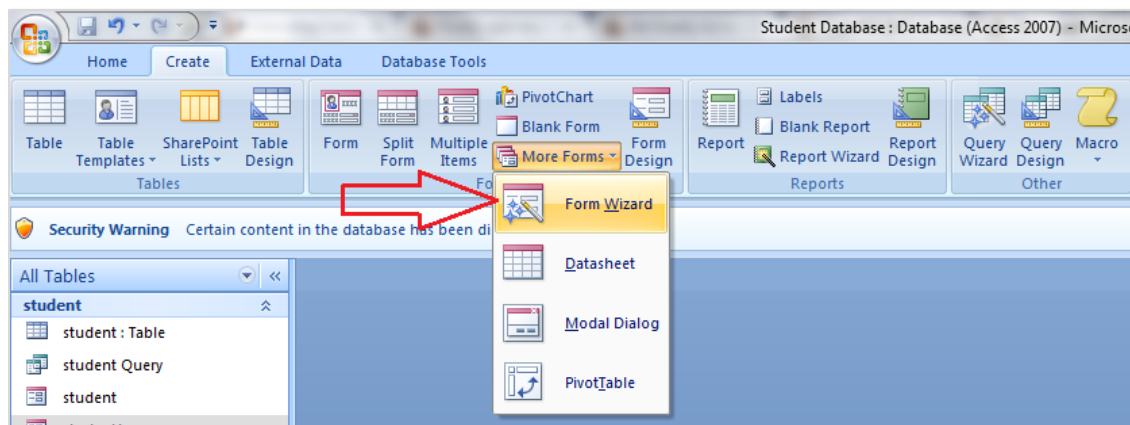 Student Database : Database (Access 2007) - Micros
Home Create External Data Database Tools
Table
Table Templates
SharePoint Lists
Table Design
Form
Split Form
Multiple Items
PivotChart
Blank Form
More Forms
Form Design
Report
Labels
Blank Report
Report Wizard
Report Design
Query Wizard
Query Design
Macro
Tables
Fo
Reports
Other
Form Wizard
Datasheet
Modal Dialog
PivotTable
Security Warning Certain content in the database has been di
All Tables
student
student : Table
student Query
student